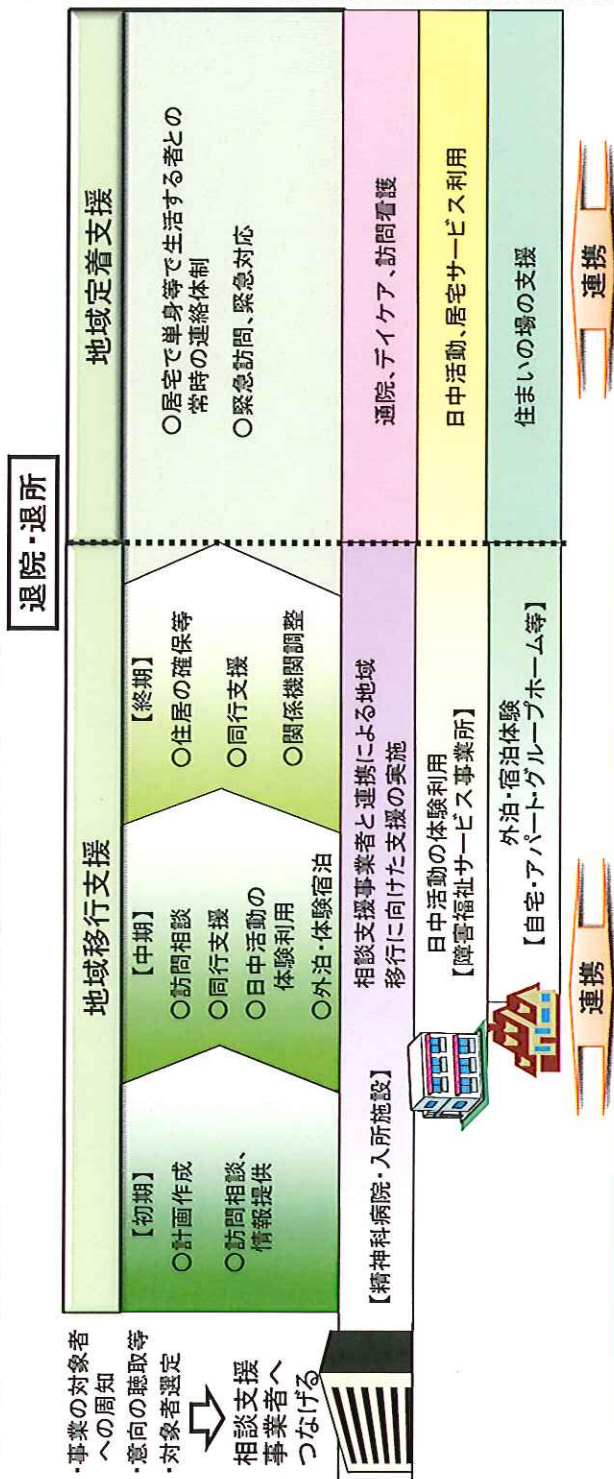 ・事業の対象者
への周知
・意向の聴取等
・対象者選定
相談支援
事業者へ
つなげる
退院・退所
地域移行支援
【初期】
○計画作成
○訪問相談、
情報提供
【中期】
○訪問相談
○同行支援
○日中活動の
体験利用
○外泊・体験宿泊
【終期】
○住居の確保等
○同行支援
○関係機関調整
地域定着支援
○居宅で単身等で生活する者との
常時の連絡体制
○緊急訪問、緊急対応
【精神科病院・入所施設】
相談支援事業者と連携による地域
移行に向けた支援の実施
通院、デイケア、訪問看護
日中活動の体験利用
【障害福祉サービス事業所】
日中活動、居宅サービス利用
外泊・宿泊体験
【自宅・アパート・グループホーム等】
住まいの場の支援
連携
連携